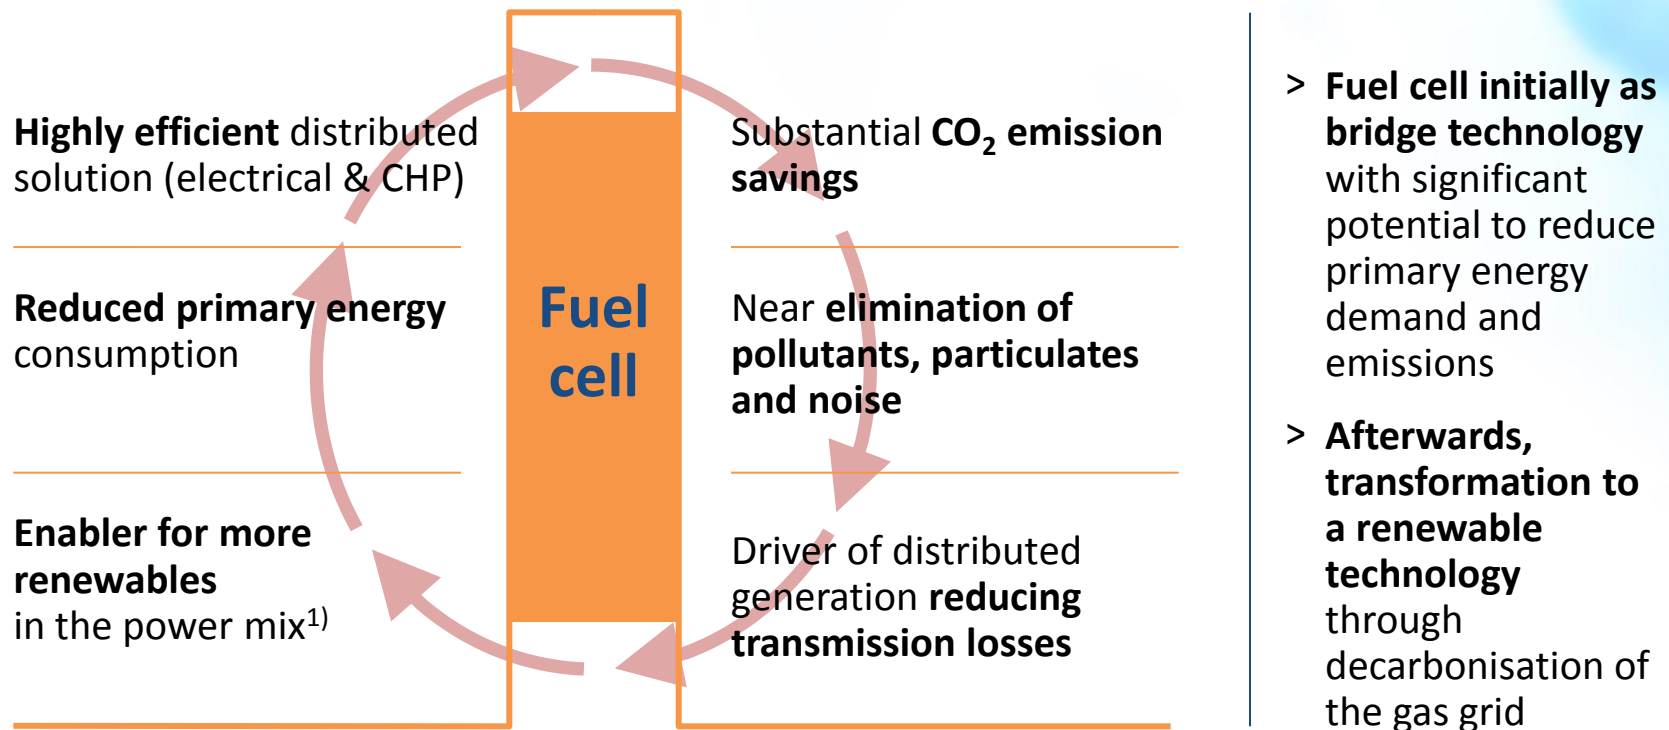 Highly efficient distributed
solution (electrical & CHP)
Reduced primary energy
consumption
Enabler for more
renewables
in the power mix¹⁾
Fuel
cell
Substantial CO₂ emission
savings
Near elimination of
pollutants, particulates
and noise
Driver of distributed
generation reducing
transmission losses
> Fuel cell initially as
bridge technology
with significant
potential to reduce
primary energy
demand and
emissions
> Afterwards,
transformation to
a renewable
technology
through
decarbonisation of
the gas grid